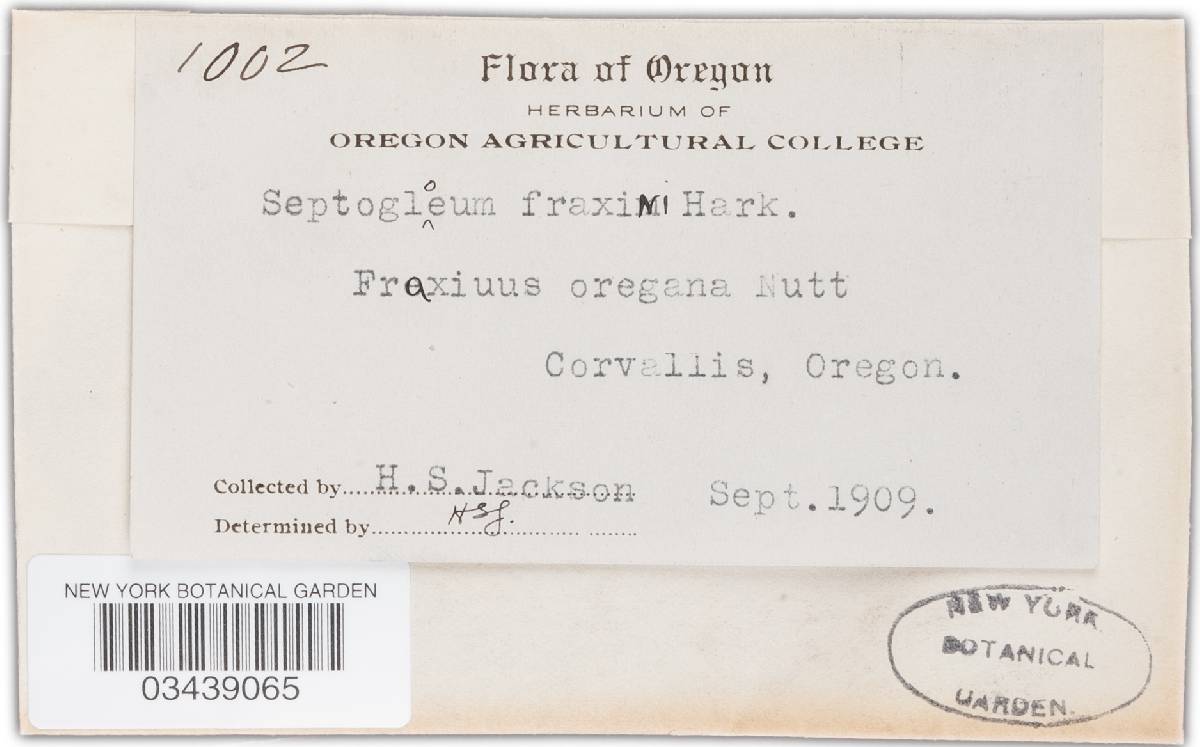 1002
Flora of Oregon
HERBARIUM OF
OREGON AGRICULTURAL COLLEGE
Septogloeum fraxiNI Hark.
Fraxiuus oregana Nutt
Corvallis, Oregon.
Collected by H.S.Jackson Sept.1909.
Determined by HSJ.
NEW YORK BOTANICAL GARDEN
03439065
NEW YORK
BOTANICAL
GARDEN.